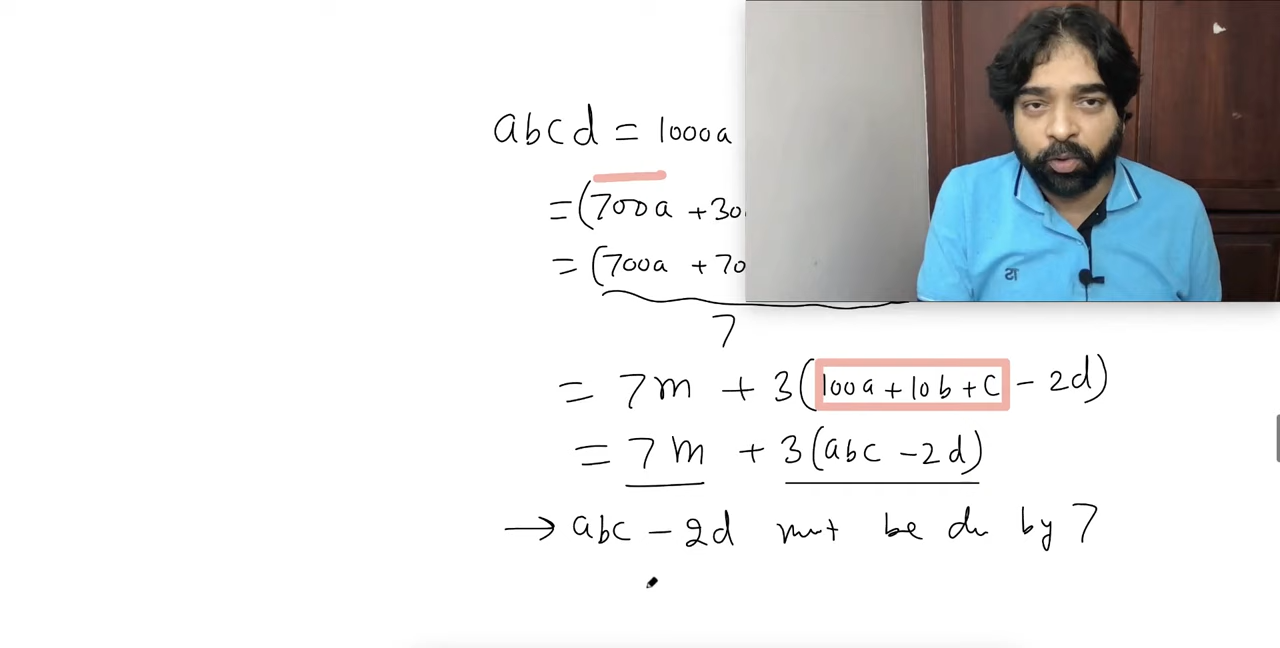 abcd = 1000a
= (700a + 30
= (700a + 70
7
= 7m + 3(100a + 10b + c - 2d)
= 7m + 3(abc - 2d)
→ abc - 2d must be div by 7
टा